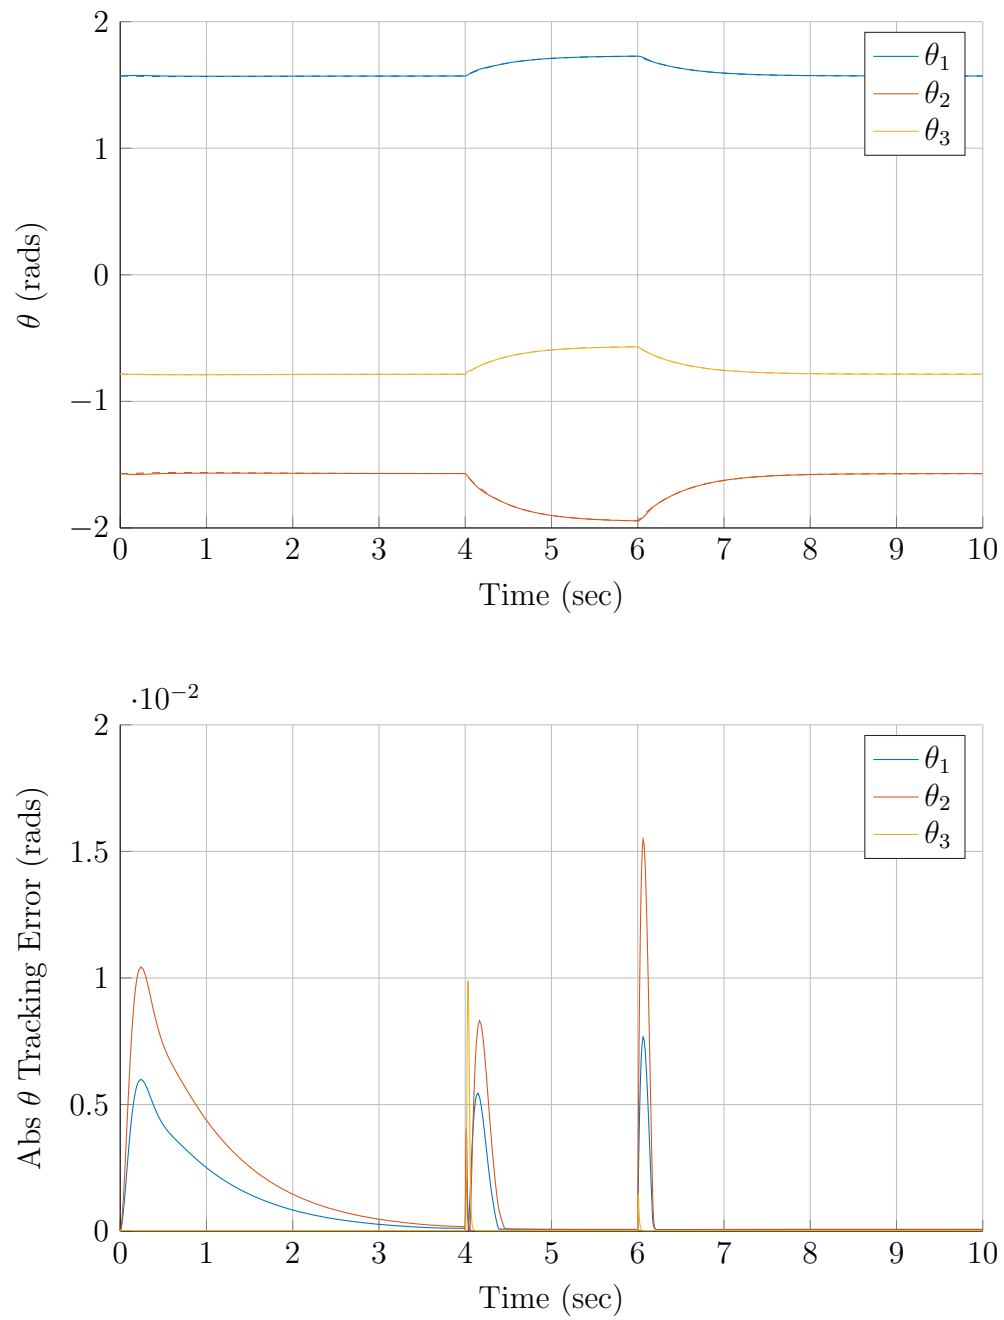 2
1
0
−1
−2
θ (rads)
0 1 2 3 4 5 6 7 8 9 10
Time (sec)
θ1
θ2
θ3
·10−2
2
1.5
1
0.5
0
Abs θ Tracking Error (rads)
0 1 2 3 4 5 6 7 8 9 10
Time (sec)
θ1
θ2
θ3